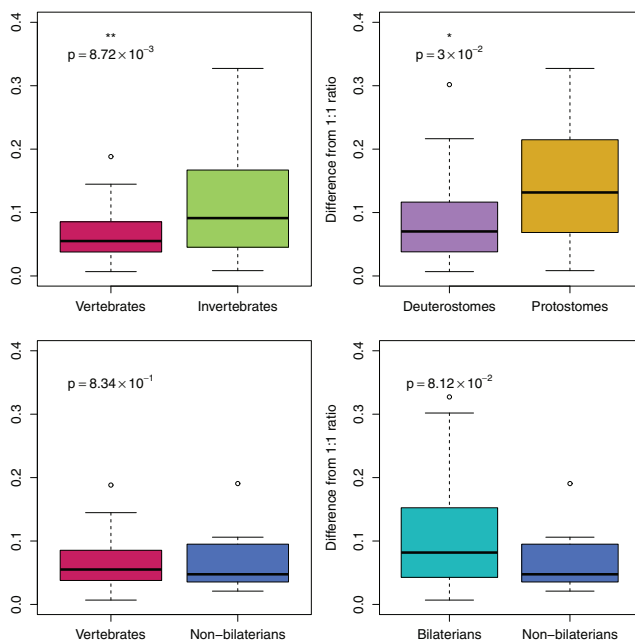 0.4
0.3
0.2
0.1
0.0
**
p = 8.72 × 10⁻³
Vertebrates Invertebrates
Difference from 1:1 ratio
0.4
0.3
0.2
0.1
0.0
*
p = 3 × 10⁻²
Deuterostomes Protostomes
0.4
0.3
0.2
0.1
0.0
p = 8.34 × 10⁻¹
Vertebrates Non-bilaterians
Difference from 1:1 ratio
0.4
0.3
0.2
0.1
0.0
p = 8.12 × 10⁻²
Bilaterians Non-bilaterians